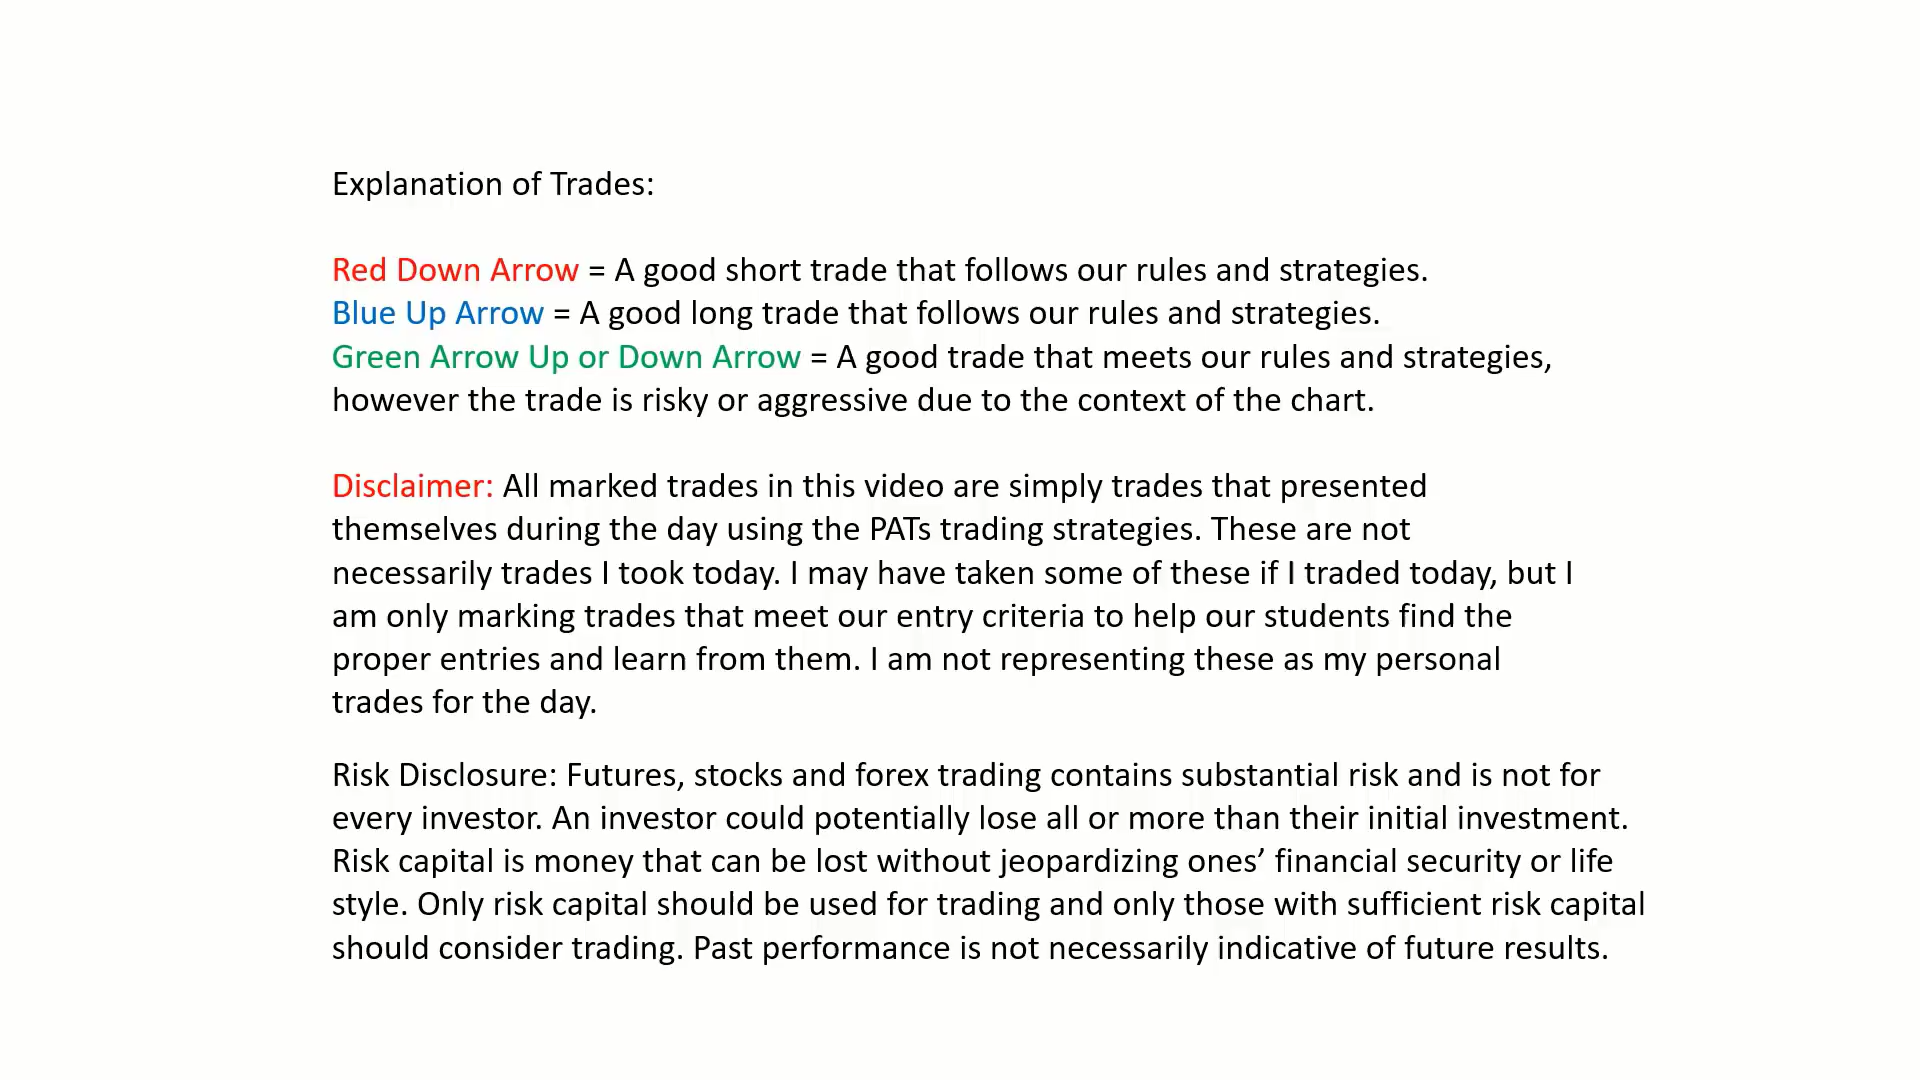 Explanation of Trades:
Red Down Arrow = A good short trade that follows our rules and strategies.
Blue Up Arrow = A good long trade that follows our rules and strategies.
Green Arrow Up or Down Arrow = A good trade that meets our rules and strategies,
however the trade is risky or aggressive due to the context of the chart.
Disclaimer: All marked trades in this video are simply trades that presented
themselves during the day using the PATs trading strategies. These are not
necessarily trades I took today. I may have taken some of these if I traded today, but I
am only marking trades that meet our entry criteria to help our students find the
proper entries and learn from them. I am not representing these as my personal
trades for the day.
Risk Disclosure: Futures, stocks and forex trading contains substantial risk and is not for
every investor. An investor could potentially lose all or more than their initial investment.
Risk capital is money that can be lost without jeopardizing ones’ financial security or life
style. Only risk capital should be used for trading and only those with sufficient risk capital
should consider trading. Past performance is not necessarily indicative of future results.